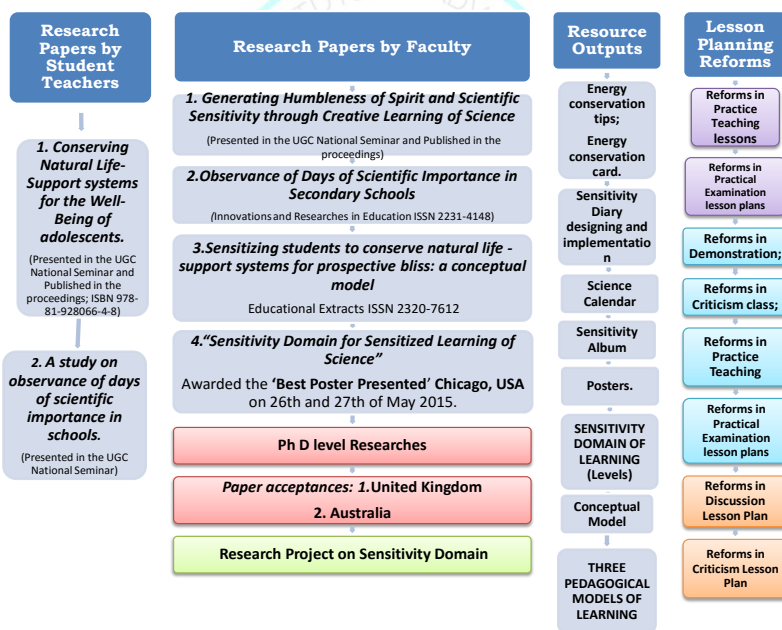 Research
Papers by
Student
Teachers
1. Conserving
Natural Life-
Support systems
for the Well-
Being of
adolescents.
(Presented in the UGC
National Seminar and
Published in the
proceedings; ISBN 978-
81-928066-4-8)
2. A study on
observance of days
of scientific
importance in
schools.
(Presented in the UGC
National Seminar)
Research Papers by Faculty
1. Generating Humbleness of Spirit and Scientific
Sensitivity through Creative Learning of Science
(Presented in the UGC National Seminar and Published in the
proceedings)
2.Observance of Days of Scientific Importance in
Secondary Schools
(Innovations and Researches in Education ISSN 2231-4148)
3.Sensitizing students to conserve natural life -
support systems for prospective bliss: a conceptual
model
Educational Extracts ISSN 2320-7612
4.“Sensitivity Domain for Sensitized Learning of
Science”
Awarded the ‘Best Poster Presented’ Chicago, USA
on 26th and 27th of May 2015.
Ph D level Researches
Paper acceptances: 1.United Kingdom
2. Australia
Research Project on Sensitivity Domain
Resource
Outputs
Energy
conservation
tips;
Energy
conservation
card.
Sensitivity
Diary
designing and
implementatio
n
Science
Calendar
Sensitivity
Album
Posters.
SENSITIVITY
DOMAIN OF
LEARNING
(Levels)
Conceptual
Model
THREE
PEDAGOGICAL
MODELS OF
LEARNING
Lesson
Planning
Reforms
Reforms in
Practice
Teaching
lessons
Reforms in
Practical
Examination
lesson plans
Reforms in
Demonstration;
Reforms in
Criticism class;
Reforms in
Practice
Teaching
Reforms in
Practical
Examination
lesson plans
Reforms in
Discussion
Lesson Plan
Reforms in
Criticism Lesson
Plan